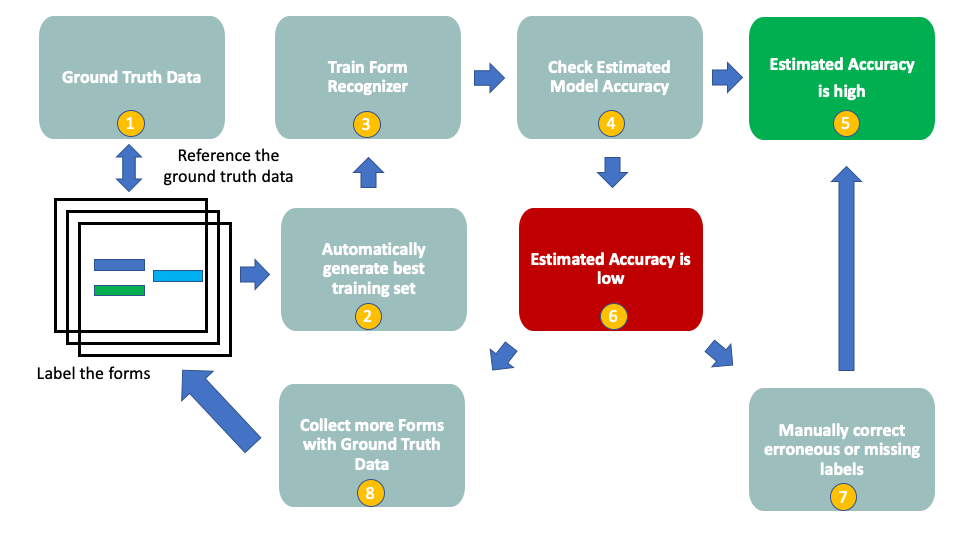 Ground Truth Data
1
Train Form
Recognizer
3
Check Estimated
Model Accuracy
4
Estimated Accuracy
is high
5
Reference the
ground truth data
Automatically
generate best
training set
2
Estimated Accuracy is
low
6
Label the forms
Collect more Forms
with Ground Truth
Data
8
Manually correct
erroneous or missing
labels
7